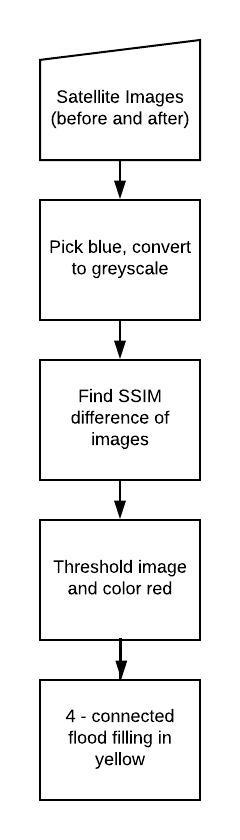 Satellite Images
(before and after)
Pick blue, convert
to greyscale
Find SSIM
difference of
images
Threshold image
and color red
4 - connected
flood filling in
yellow